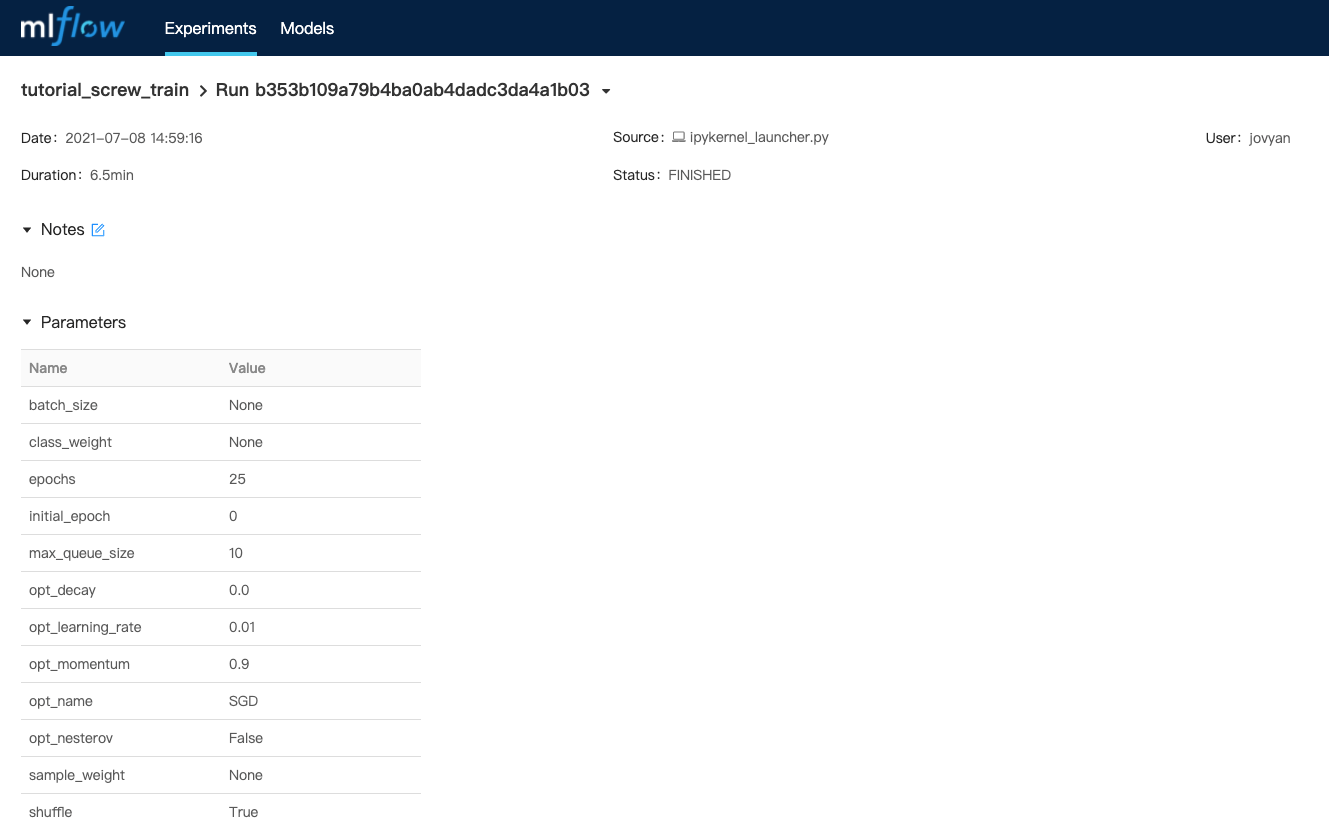 mlflow Experiments Models
tutorial_screw_train > Run b353b109a79b4ba0ab4dadc3da4a1b03
Date: 2021-07-08 14:59:16 Source: ipykernel_launcher.py User: jovyan
Duration: 6.5min Status: FINISHED
Notes
None
Parameters
Name Value
batch_size None
class_weight None
epochs 25
initial_epoch 0
max_queue_size 10
opt_decay 0.0
opt_learning_rate 0.01
opt_momentum 0.9
opt_name SGD
opt_nesterov False
sample_weight None
shuffle True